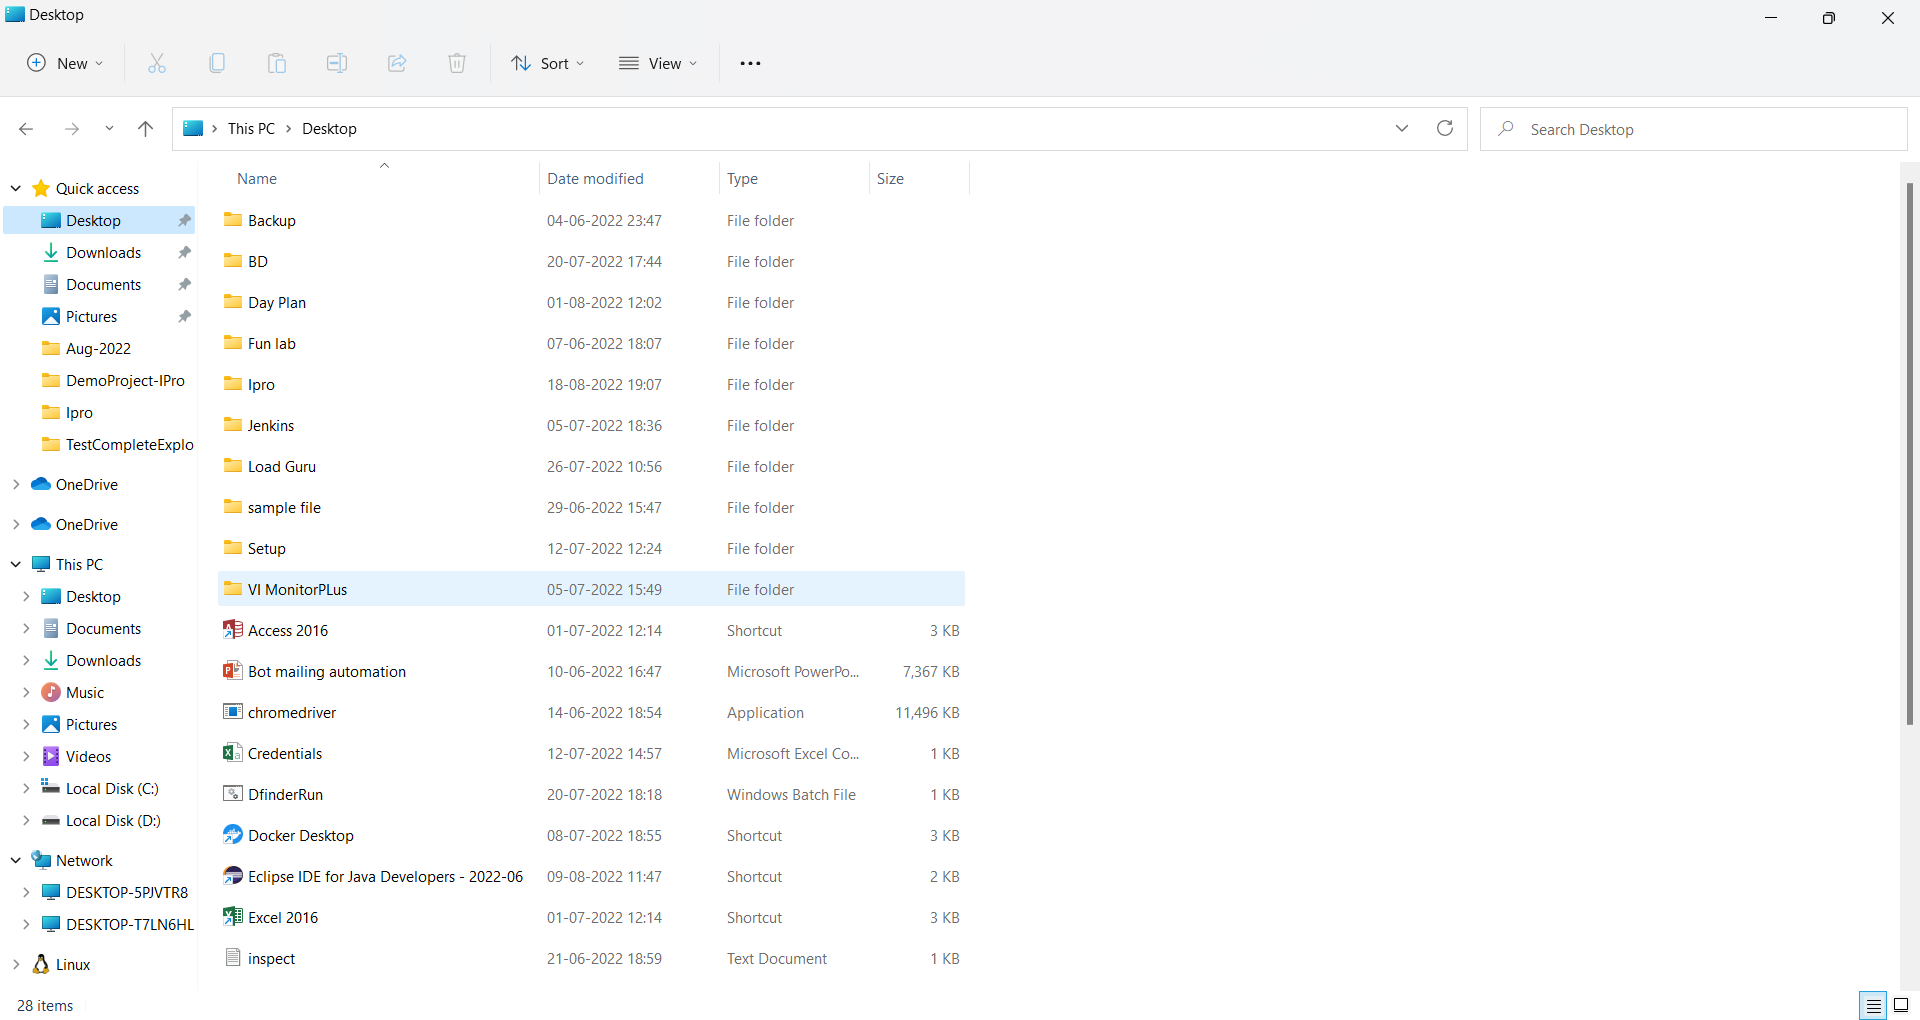 Desktop
New
Sort
View
This PC > Desktop
Search Desktop
Name Date modified Type Size
Quick access
Desktop
Downloads
Documents
Pictures
Aug-2022
DemoProject-IPro
Ipro
TestCompleteExplo
OneDrive
OneDrive
This PC
Desktop
Documents
Downloads
Music
Pictures
Videos
Local Disk (C:)
Local Disk (D:)
Network
DESKTOP-5PJVTR8
DESKTOP-T7LN6HL
Linux
Backup 04-06-2022 23:47 File folder
BD 20-07-2022 17:44 File folder
Day Plan 01-08-2022 12:02 File folder
Fun lab 07-06-2022 18:07 File folder
Ipro 18-08-2022 19:07 File folder
Jenkins 05-07-2022 18:36 File folder
Load Guru 26-07-2022 10:56 File folder
sample file 29-06-2022 15:47 File folder
Setup 12-07-2022 12:24 File folder
VI MonitorPLus 05-07-2022 15:49 File folder
Access 2016 01-07-2022 12:14 Shortcut 3 KB
Bot mailing automation 10-06-2022 16:47 Microsoft PowerPo... 7,367 KB
chromedriver 14-06-2022 18:54 Application 11,496 KB
Credentials 12-07-2022 14:57 Microsoft Excel Co... 1 KB
DfinderRun 20-07-2022 18:18 Windows Batch File 1 KB
Docker Desktop 08-07-2022 18:55 Shortcut 3 KB
Eclipse IDE for Java Developers - 2022-06 09-08-2022 11:47 Shortcut 2 KB
Excel 2016 01-07-2022 12:14 Shortcut 3 KB
inspect 21-06-2022 18:59 Text Document 1 KB
28 items